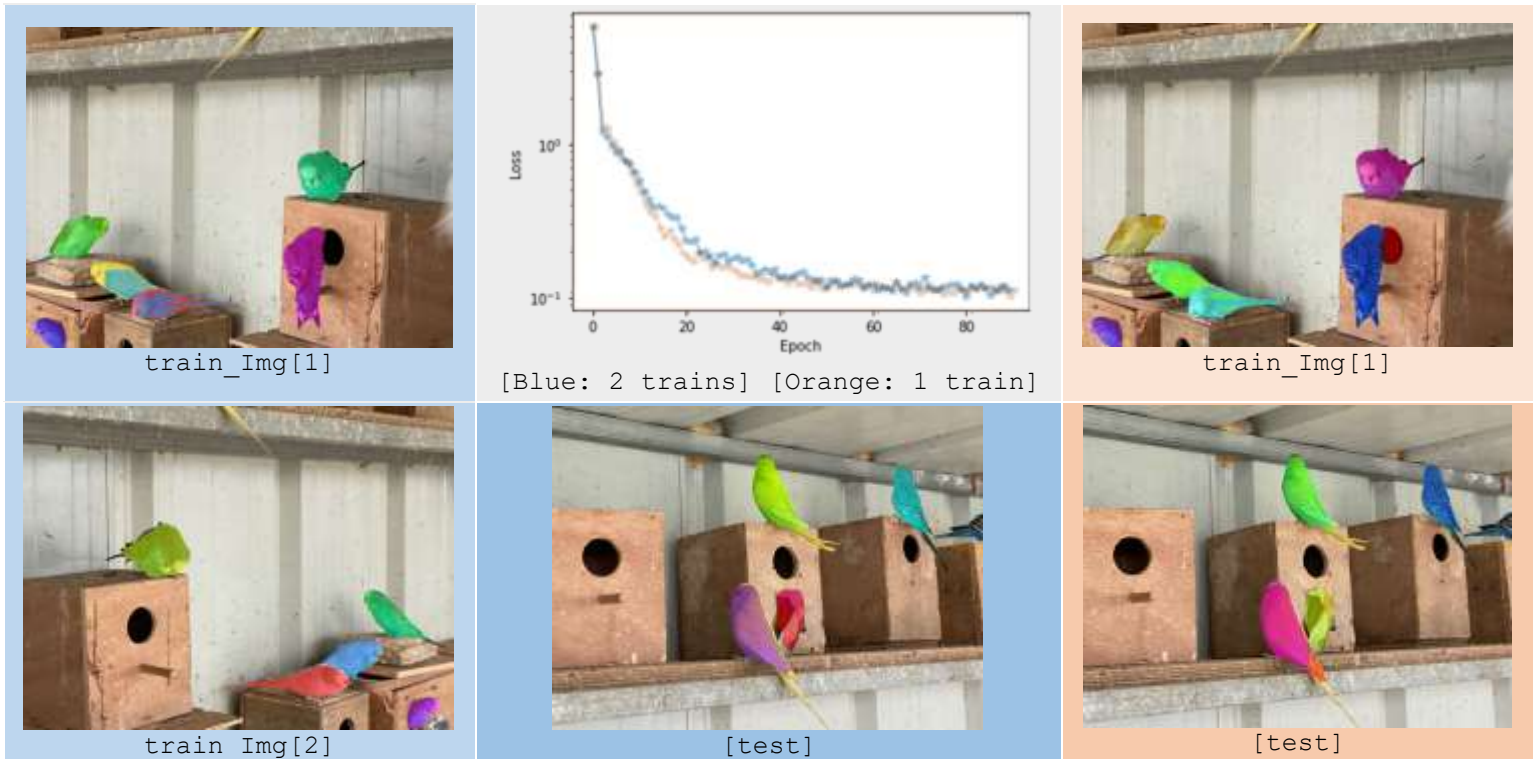 train_Img[1]
Loss
10⁰
10⁻¹
0 20 40 60 80
Epoch
[Blue: 2 trains] [Orange: 1 train]
train_Img[1]
train Img[2]
[test]
[test]